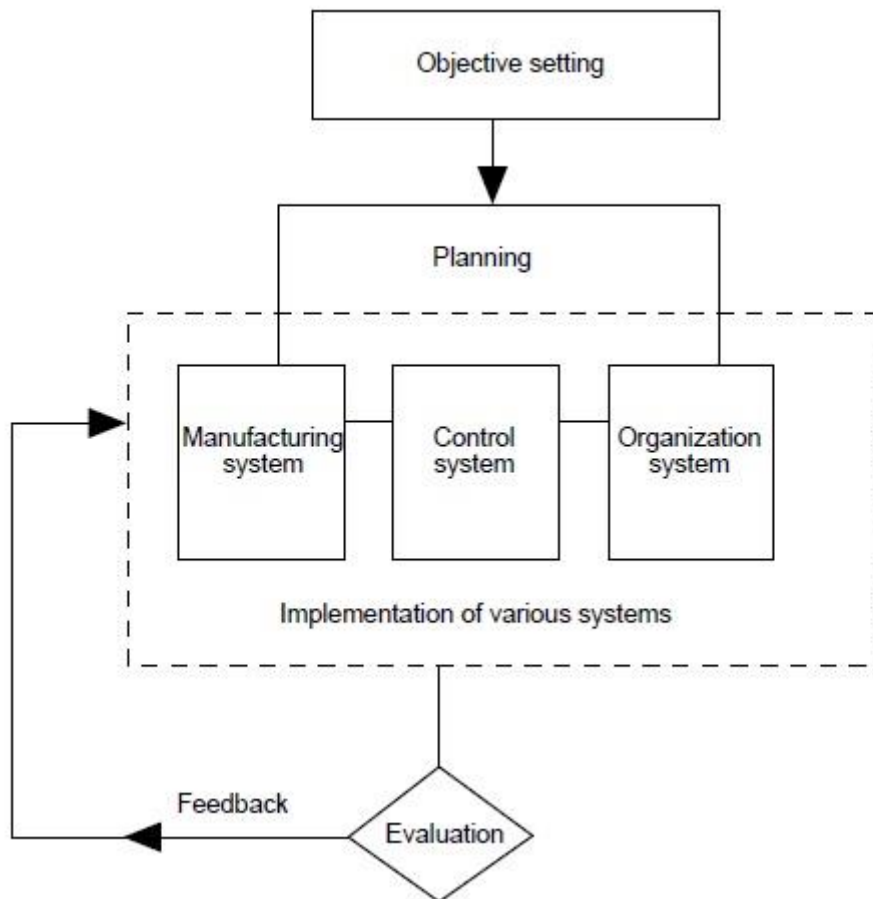 Objective setting
Planning
Manufacturing
system
Control
system
Organization
system
Implementation of various systems
Feedback
Evaluation